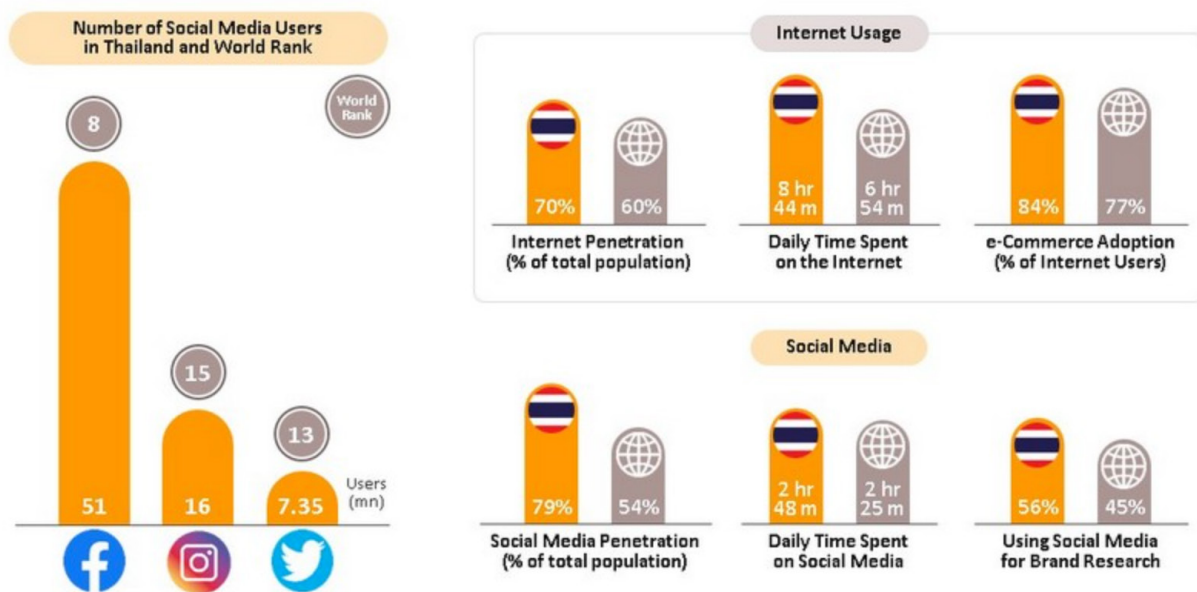 Number of Social Media Users
in Thailand and World Rank
World
Rank
8
15
13
51
16
7.35
Users
(mn)
Internet Usage
70%
60%
Internet Penetration
(% of total population)
8 hr
44 m
6 hr
54 m
Daily Time Spent
on the Internet
84%
77%
e-Commerce Adoption
(% of Internet Users)
Social Media
79%
54%
Social Media Penetration
(% of total population)
2 hr
48 m
2 hr
25 m
Daily Time Spent
on Social Media
56%
45%
Using Social Media
for Brand Research